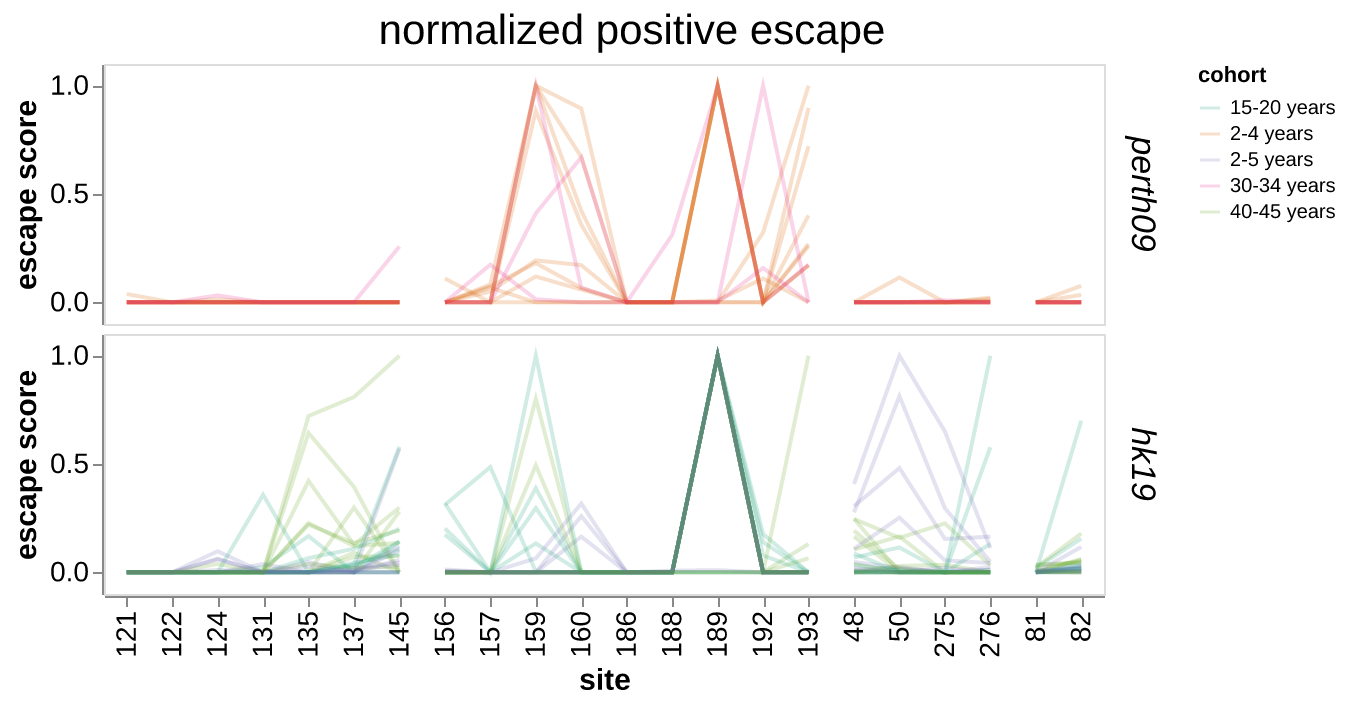 normalized positive escape
cohort
15-20 years
2-4 years
2-5 years
30-34 years
40-45 years
escape score
1.0
0.5
0.0
perth09
escape score
1.0
0.5
0.0
hk19
121 122 124 131 135 137 145 156 157 159 160 186 188 189 192 193 48 50 275 276 81 82
site